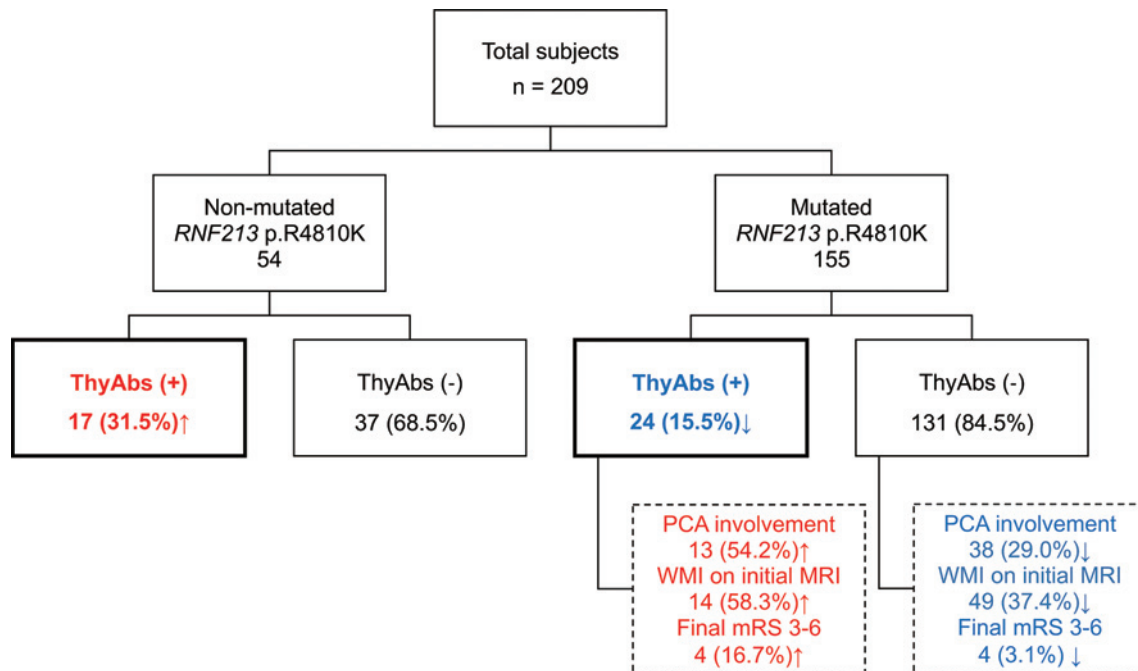 Total subjects
n = 209
Non-mutated
RNF213 p.R4810K
54
Mutated
RNF213 p.R4810K
155
ThyAbs (+)
17 (31.5%)↑
ThyAbs (-)
37 (68.5%)
ThyAbs (+)
24 (15.5%)↓
ThyAbs (-)
131 (84.5%)
PCA involvement
13 (54.2%)↑
WMI on initial MRI
14 (58.3%)↑
Final mRS 3-6
4 (16.7%)↑
PCA involvement
38 (29.0%)↓
WMI on initial MRI
49 (37.4%)↓
Final mRS 3-6
4 (3.1%) ↓